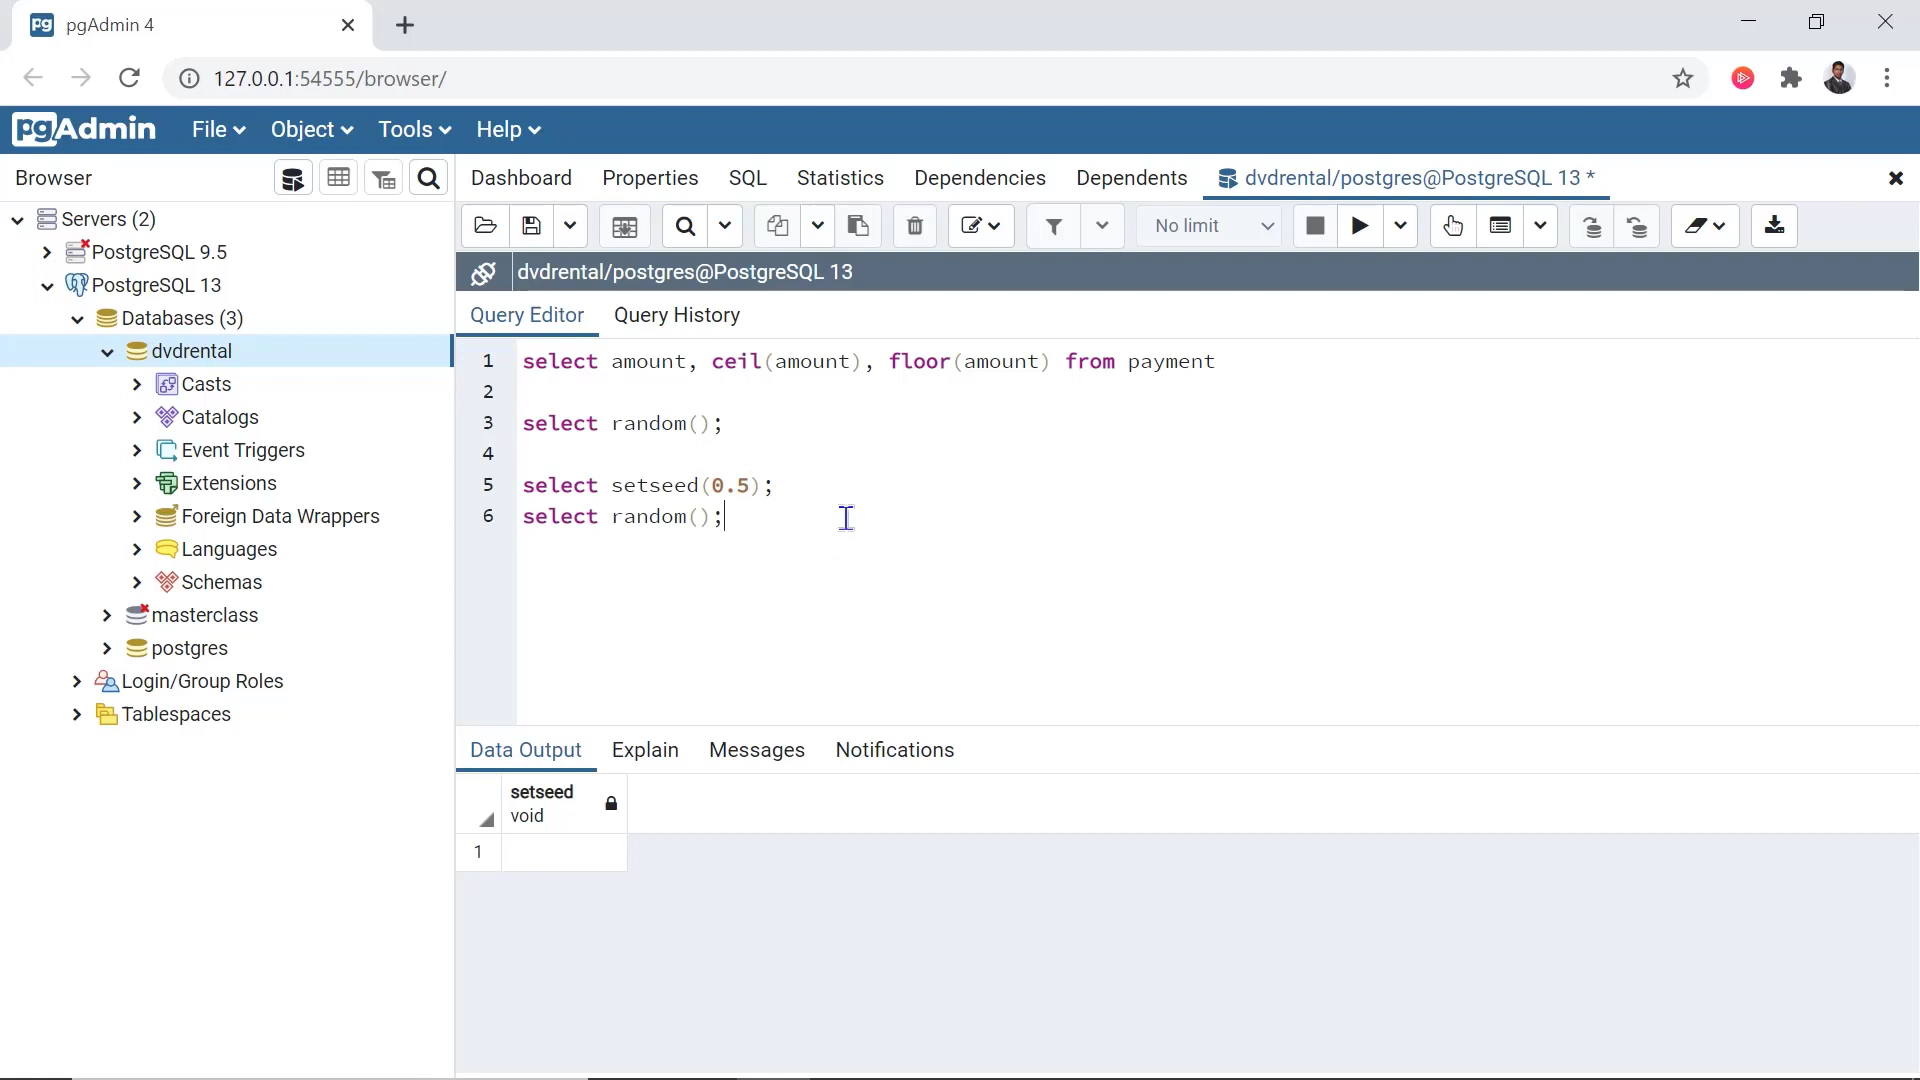 pg pgAdmin 4
127.0.0.1:54555/browser/
pgAdmin File Object Tools Help
Browser
Dashboard Properties SQL Statistics Dependencies Dependents dvdrental/postgres@PostgreSQL 13 *
Servers (2)
PostgreSQL 9.5
PostgreSQL 13
Databases (3)
dvdrental
Casts
Catalogs
Event Triggers
Extensions
Foreign Data Wrappers
Languages
Schemas
masterclass
postgres
Login/Group Roles
Tablespaces
No limit
dvdrental/postgres@PostgreSQL 13
Query Editor Query History
1 select amount, ceil(amount), floor(amount) from payment
2
3 select random();
4
5 select setseed(0.5);
6 select random();
Data Output Explain Messages Notifications
setseed
void
1